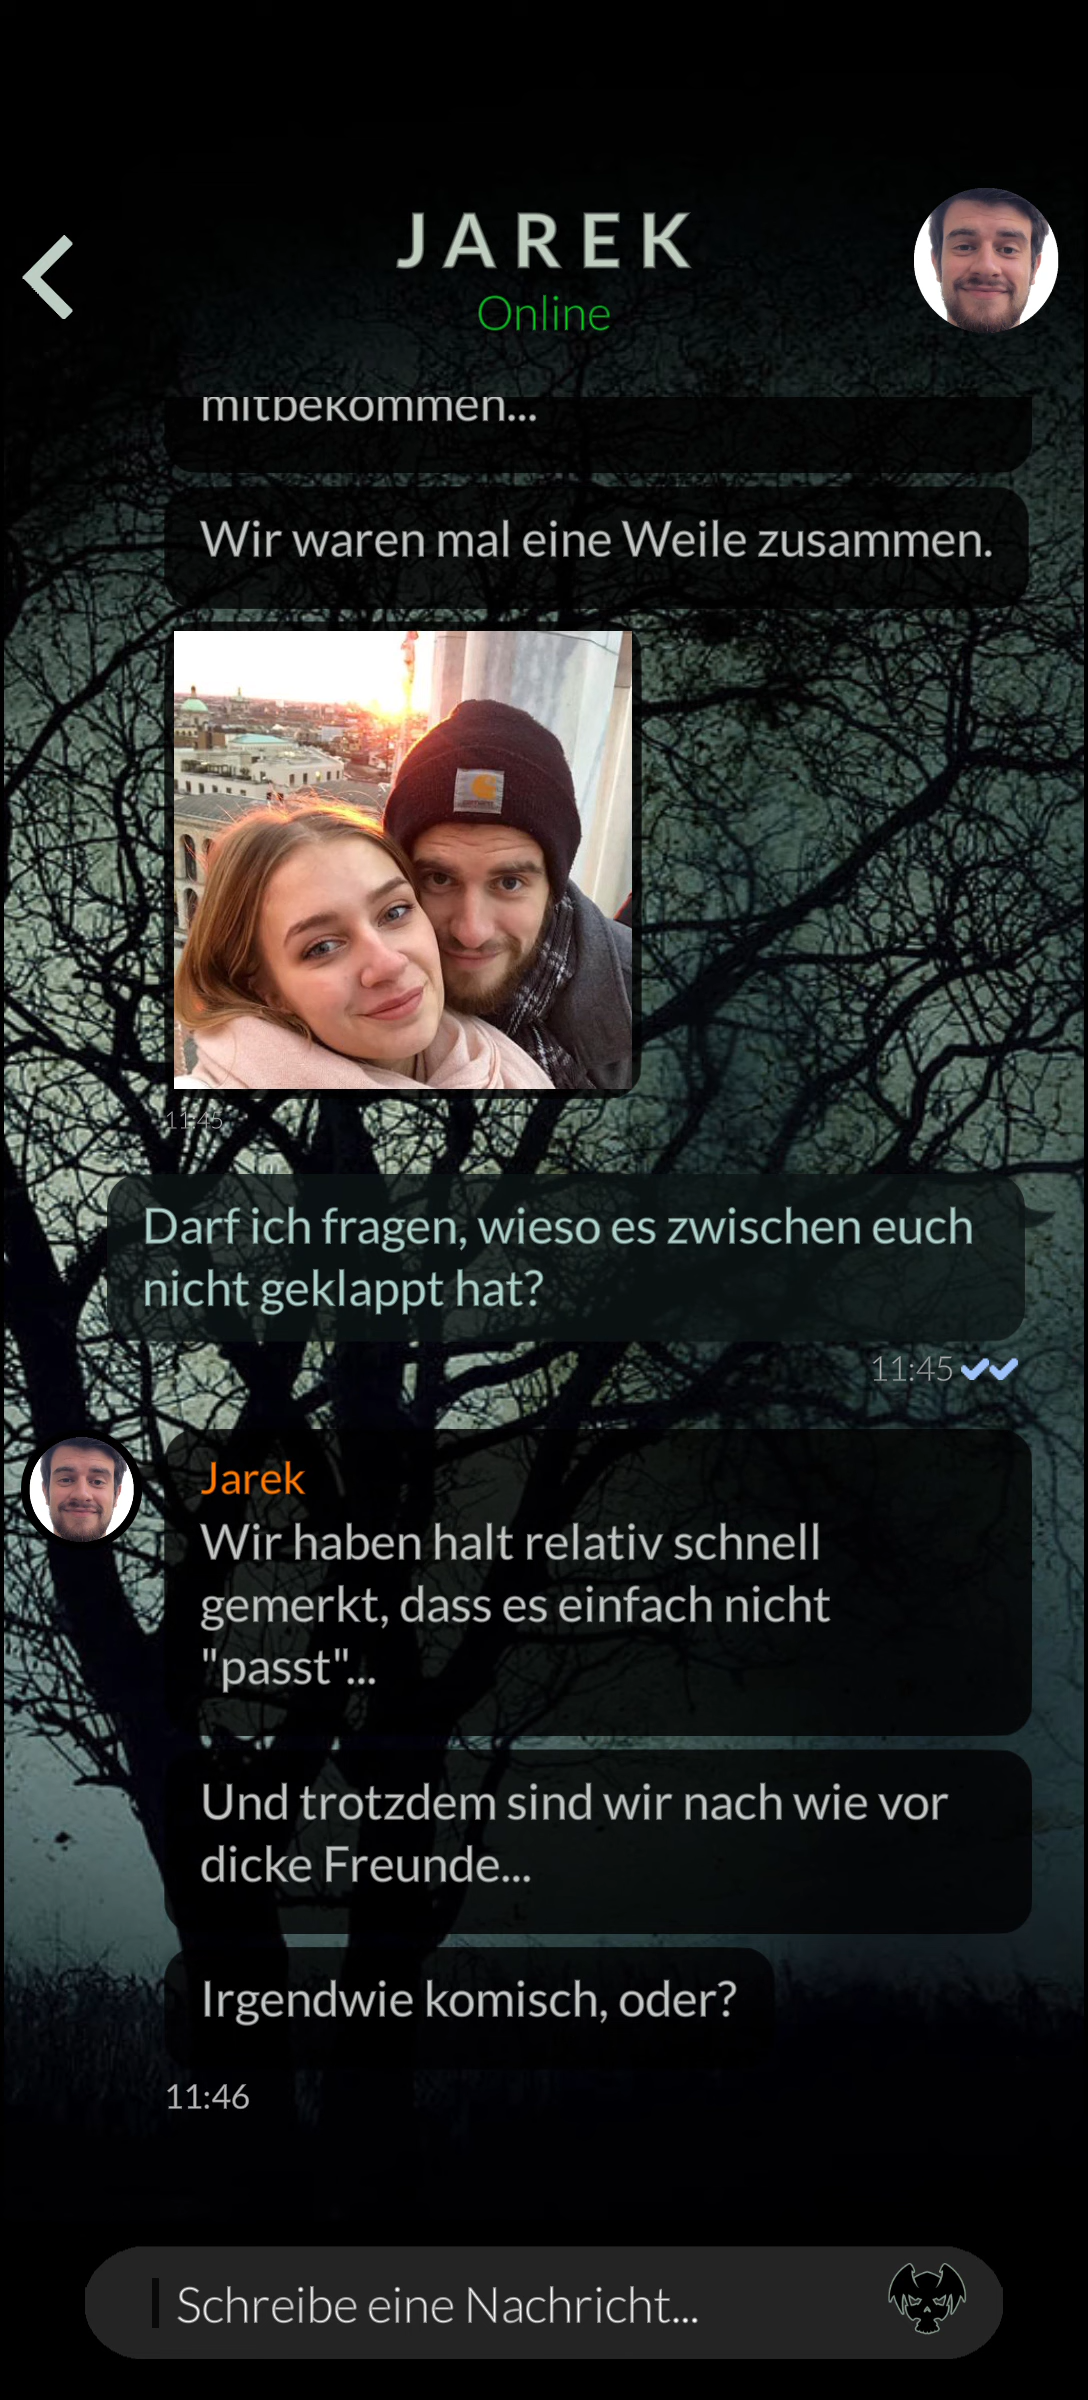 JAREK
Online
mitbekommen...
Wir waren mal eine Weile zusammen.
11:45
Darf ich fragen, wieso es zwischen euch
nicht geklappt hat?
11:45
Jarek
Wir haben halt relativ schnell
gemerkt, dass es einfach nicht
"passt"...
Und trotzdem sind wir nach wie vor
dicke Freunde...
Irgendwie komisch, oder?
11:46
Schreibe eine Nachricht...